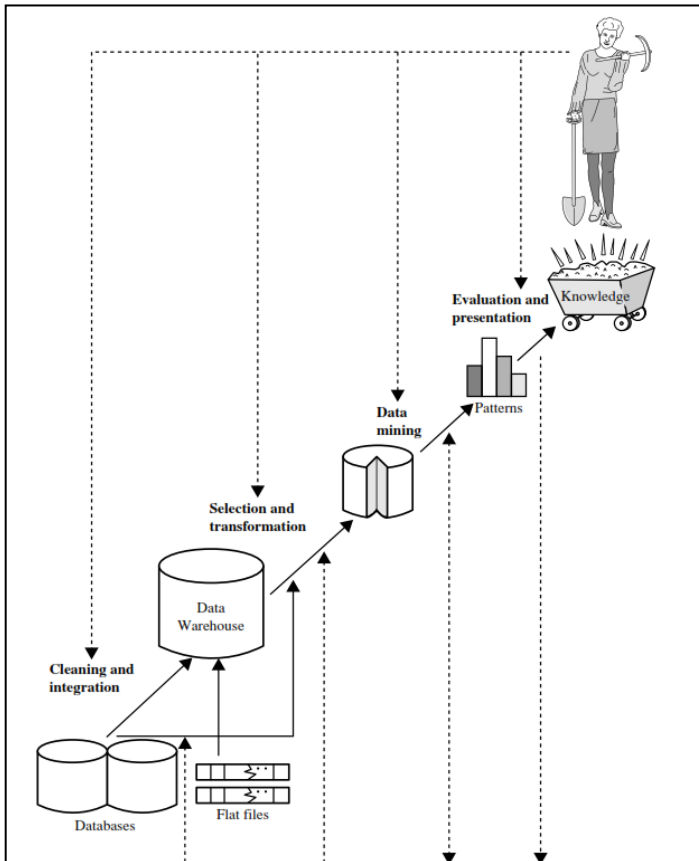 Evaluation and
presentation
Knowledge
Patterns
Data
mining
Selection and
transformation
Data
Warehouse
Cleaning and
integration
Databases
Flat files